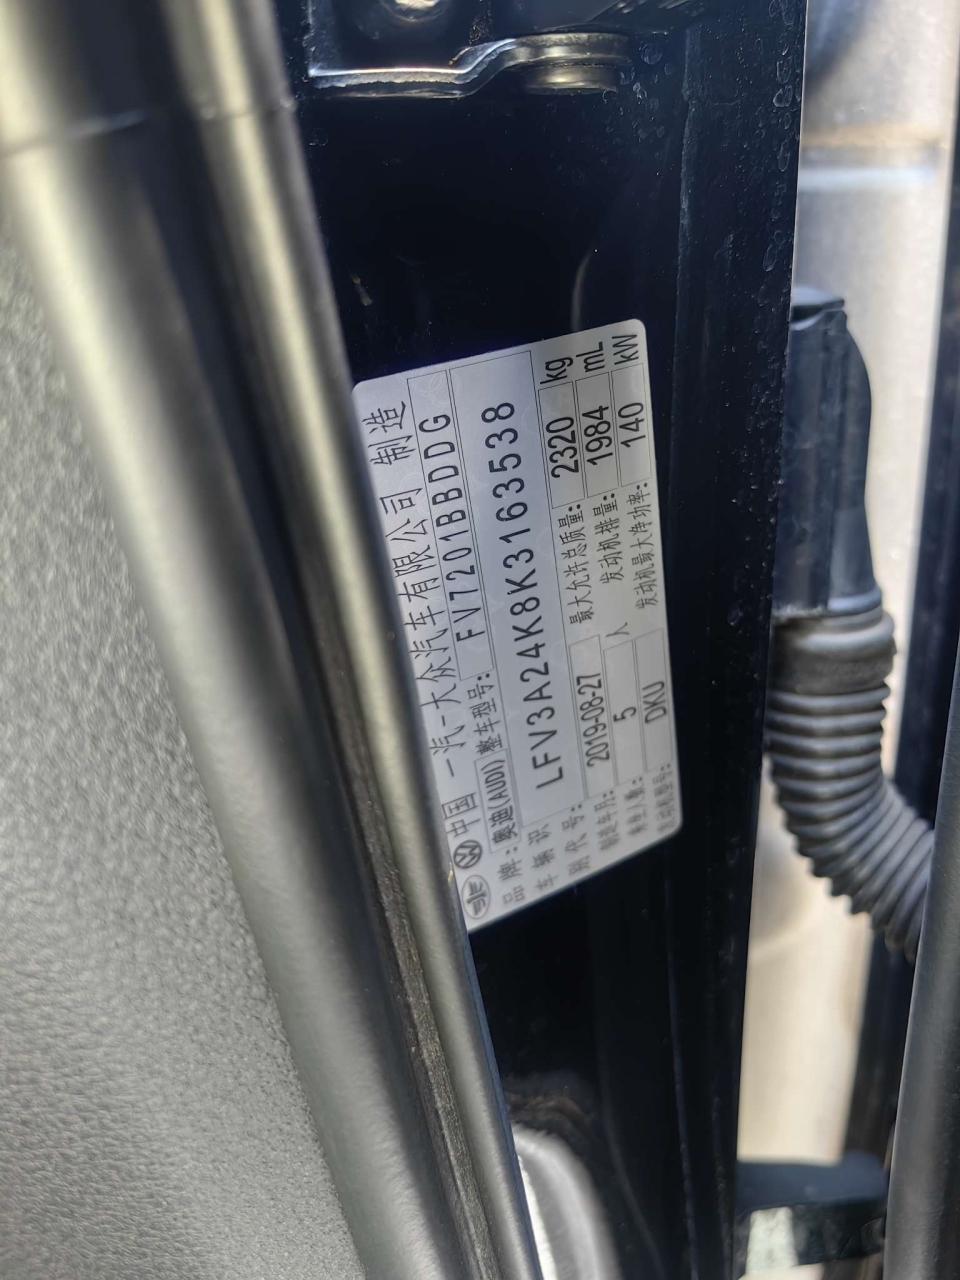 中国 一汽-大众汽车有限公司 制造
品牌: 奥迪(AUDI) 整车型号: FV7201BBDDG
车辆识别代号: LFV3A24K8K3163538
制造年月: 2019-08-27 最大允许总质量: 2320 kg
乘坐人数: 5 人 发动机排量: 1984 mL
发动机型号: DKU 发动机最大净功率: 140 kW